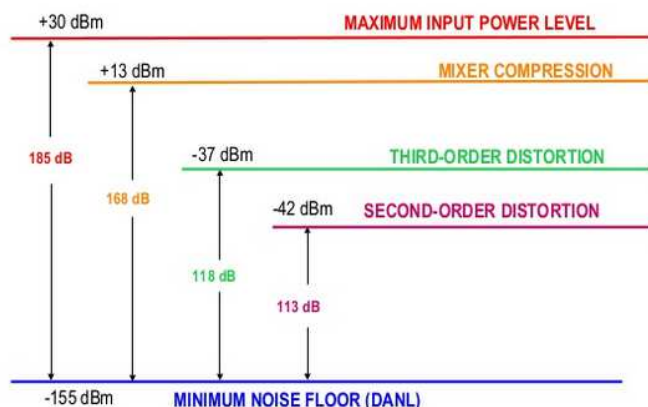 +30 dBm
MAXIMUM INPUT POWER LEVEL
+13 dBm
MIXER COMPRESSION
185 dB
168 dB
-37 dBm
THIRD-ORDER DISTORTION
-42 dBm
SECOND-ORDER DISTORTION
118 dB
113 dB
-155 dBm
MINIMUM NOISE FLOOR (DANL)